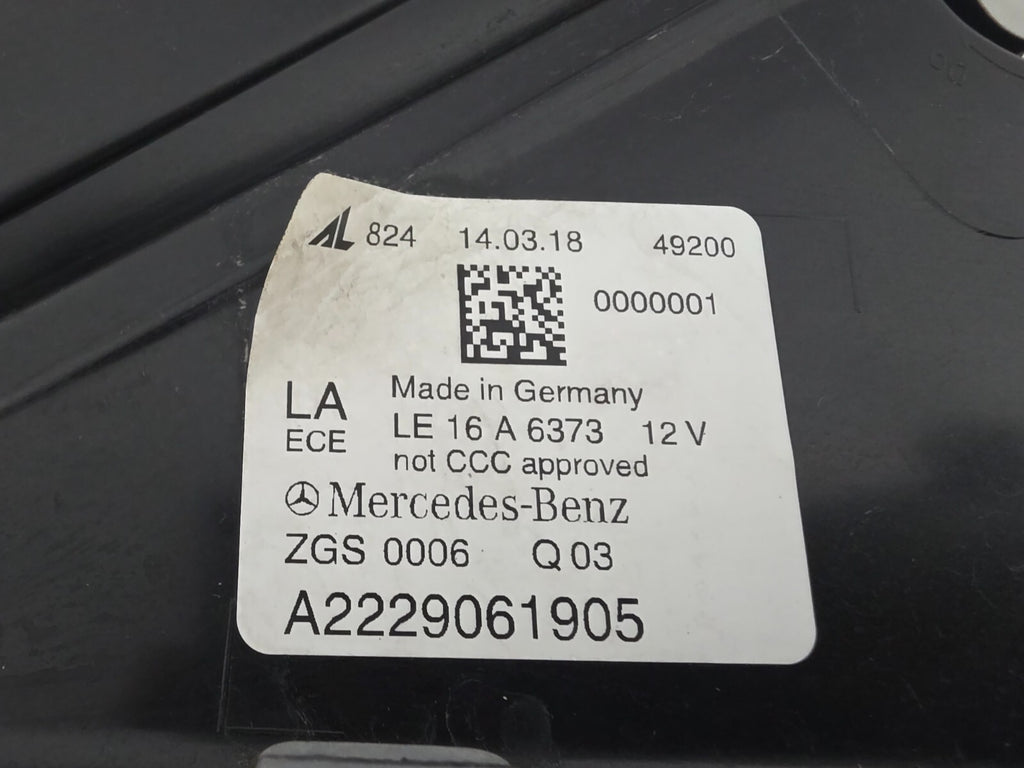 AL 824 14.03.18 49200
0000001
LA Made in Germany
ECE LE 16 A 6373 12 V
not CCC approved
Mercedes-Benz
ZGS 0006 Q 03
A2229061905